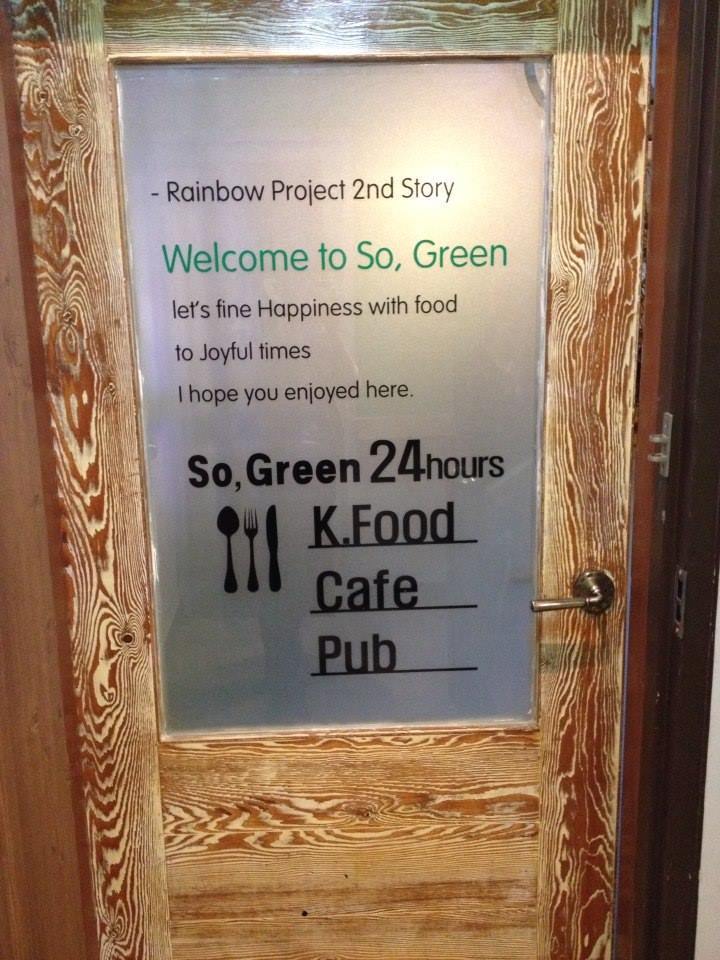 - Rainbow Project 2nd Story
Welcome to So, Green
let's fine Happiness with food
to Joyful times
I hope you enjoyed here.
So, Green 24hours
K.Food
Cafe
Pub